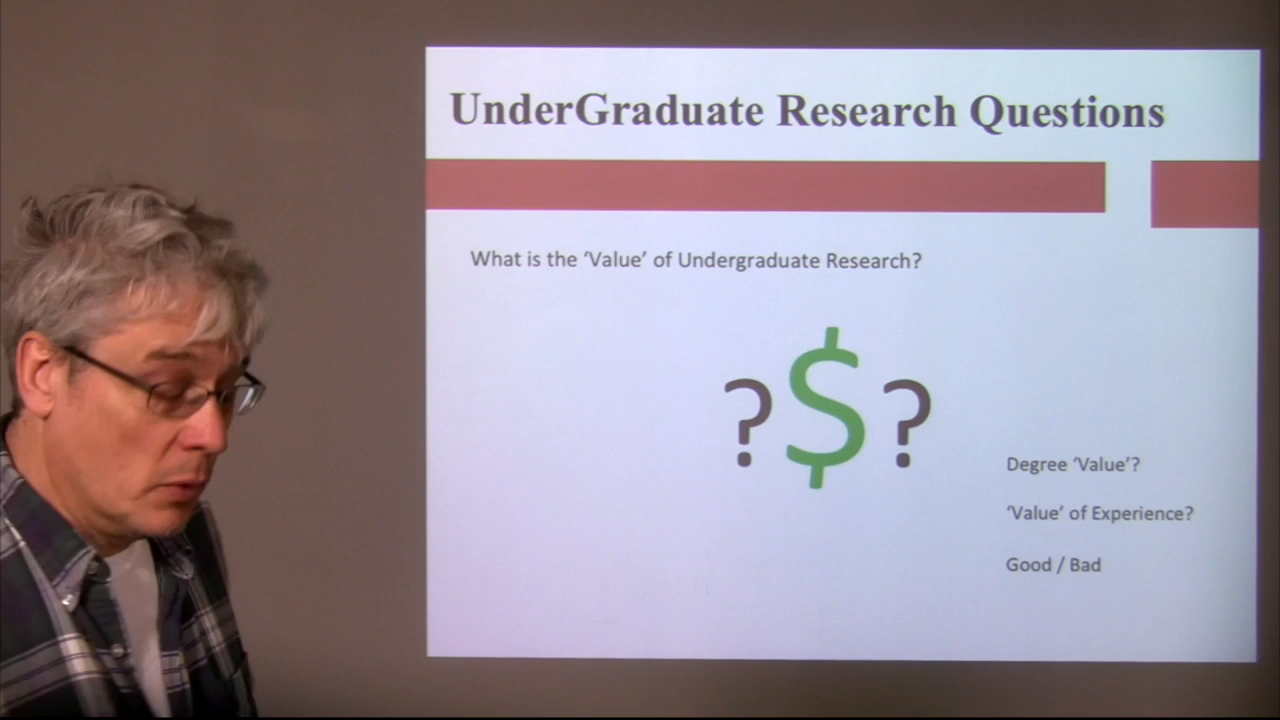 UnderGraduate Research Questions
What is the ‘Value’ of Undergraduate Research?
?$?
Degree ‘Value’?
‘Value’ of Experience?
Good / Bad